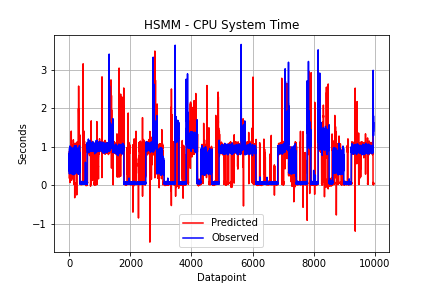 HSMM - CPU System Time
3
2
1
0
−1
Seconds
Predicted
Observed
0
2000
4000
6000
8000
10000
Datapoint